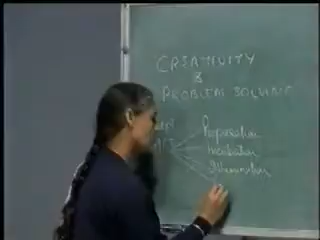 CREATIVITY
&
PROBLEM SOLVING
Preparation
Incubation
Illumination